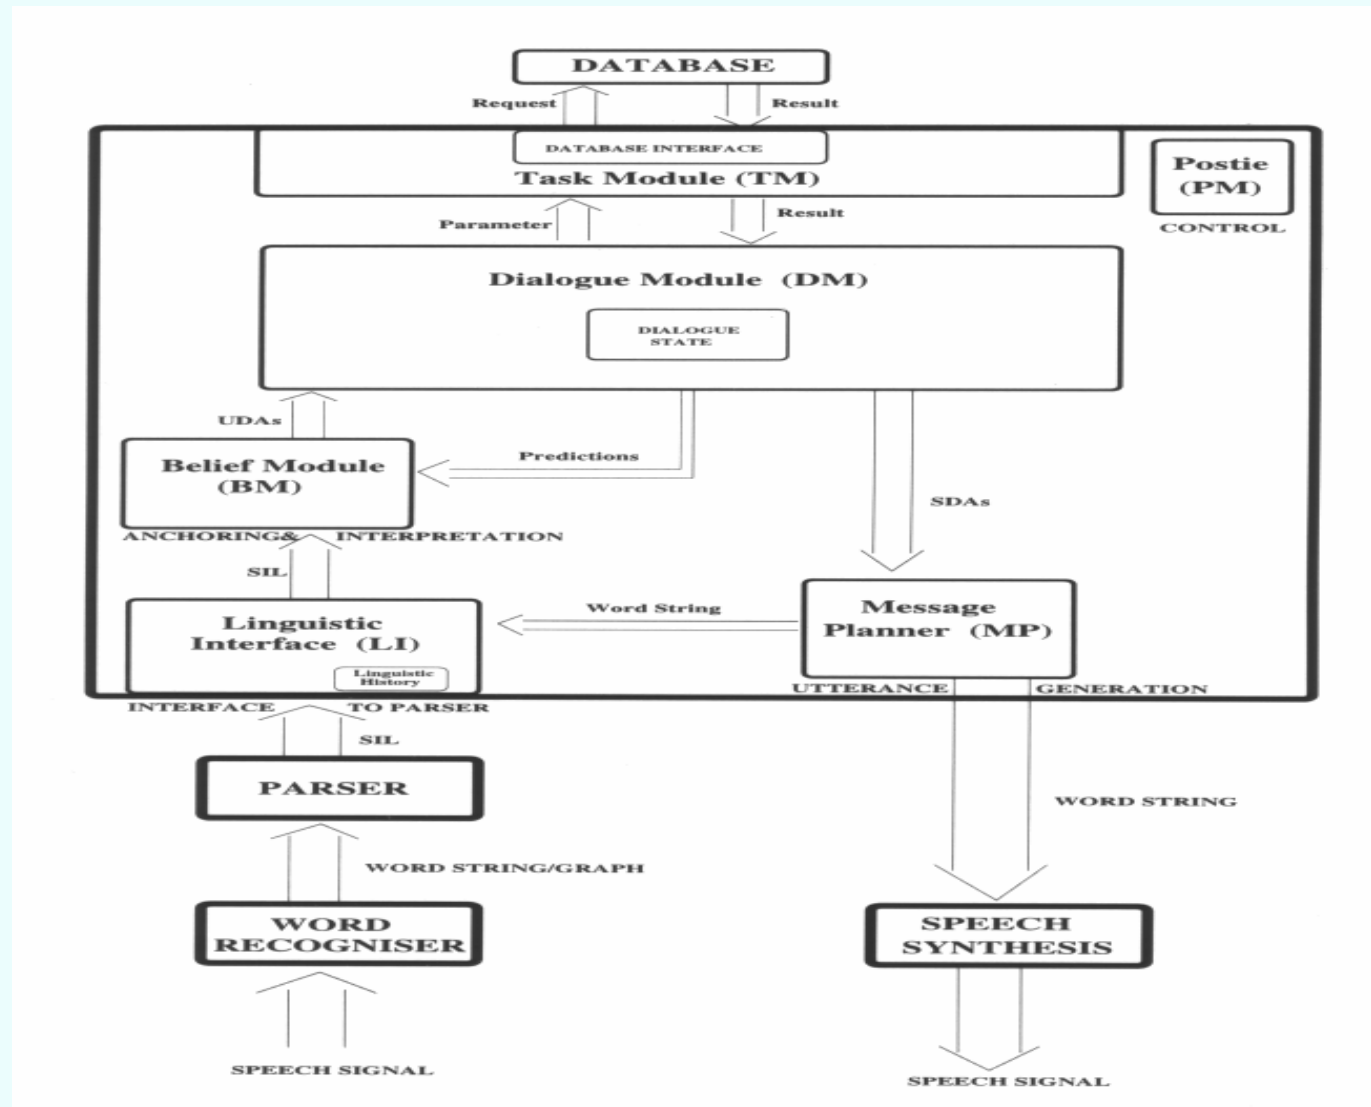 DATABASE
Request
Result
DATABASE INTERFACE
Task Module (TM)
Postie
(PM)
CONTROL
Parameter
Result
Dialogue Module (DM)
DIALOGUE
STATE
UDAs
Belief Module
(BM)
Predictions
SDAs
ANCHORING& INTERPRETATION
SIL
Linguistic
Interface (LI)
Linguistic
History
Word String
Message
Planner (MP)
UTTERANCE GENERATION
INTERFACE TO PARSER
SIL
PARSER
WORD STRING
WORD STRING/GRAPH
WORD
RECOGNISER
SPEECH
SYNTHESIS
SPEECH SIGNAL
SPEECH SIGNAL